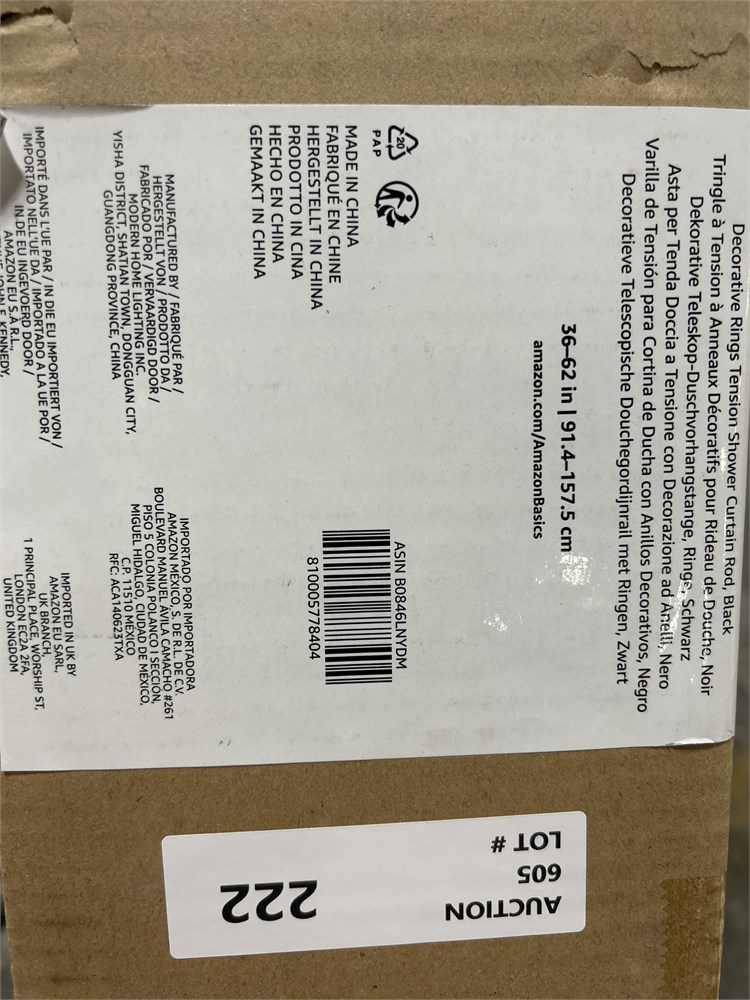 Decorative Rings Tension Shower Curtain Rod, Black
Tringle à Tension à Anneaux Décoratifs pour Rideau de Douche, Noir
Dekorative Teleskop-Duschvorhangstange, Ringe, Schwarz
Asta per Tenda Doccia a Tensione con Decorazione ad Anelli, Nero
Varilla de Tensión para Cortina de Ducha con Anillos Decorativos, Negro
Decoratieve Telescopische Douchegordijnrail met Ringen, Zwart
36–62 in | 91.4–157.5 cm
amazon.com/AmazonBasics
20
PAP
MADE IN CHINA
FABRIQUÉ EN CHINE
HERGESTELLT IN CHINA
PRODOTTO IN CINA
HECHO EN CHINA
GEMAAKT IN CHINA
ASIN B0846LNYDM
810005778404
MANUFACTURED BY / FABRIQUÉ PAR /
HERGESTELLT VON / PRODOTTO DA /
FABRICADO POR / VERVAARDIGD DOOR /
MODERN HOME LIGHTING INC.
YISHA DISTRICT, SHATIAN TOWN, DONGGUAN CITY,
GUANGDONG PROVINCE, CHINA
IMPORTADO POR IMPORTADORA
AMAZON MÉXICO, S. DE R.L. DE C.V.
BOULEVARD MANUEL ÁVILA CAMACHO #261
PISO 5 COLONIA POLANCO I SECCIÓN,
MIGUEL HIDALGO, CIUDAD DE MÉXICO,
C.P. 11510 MÉXICO
RFC: ACA140623TXA
IMPORTÉ DANS L'UE PAR / IN DIE EU IMPORTIERT VON /
IMPORTATO NELL'UE DA / IMPORTADO A LA UE POR /
IN DE EU INGEVOERD DOOR /
AMAZON EU S.À R.L.,
JOHN F. KENNEDY,
IMPORTED IN UK BY
AMAZON EU SARL,
UK BRANCH,
1 PRINCIPAL PLACE, WORSHIP ST,
LONDON EC2A 2FA,
UNITED KINGDOM
AUCTION
605
LOT #
222